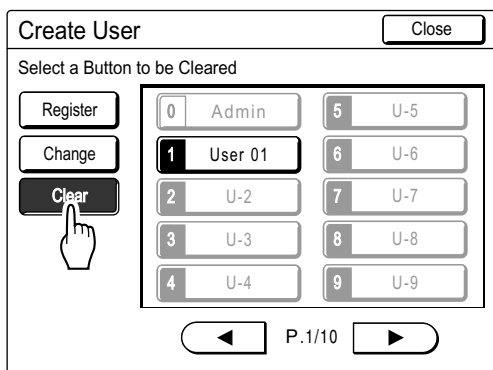 Create User
Close
Select a Button to be Cleared
Register
Change
Clear
0 Admin
5 U-5
1 User 01
6 U-6
2 U-2
7 U-7
3 U-3
8 U-8
4 U-4
9 U-9
◀ P.1/10 ▶